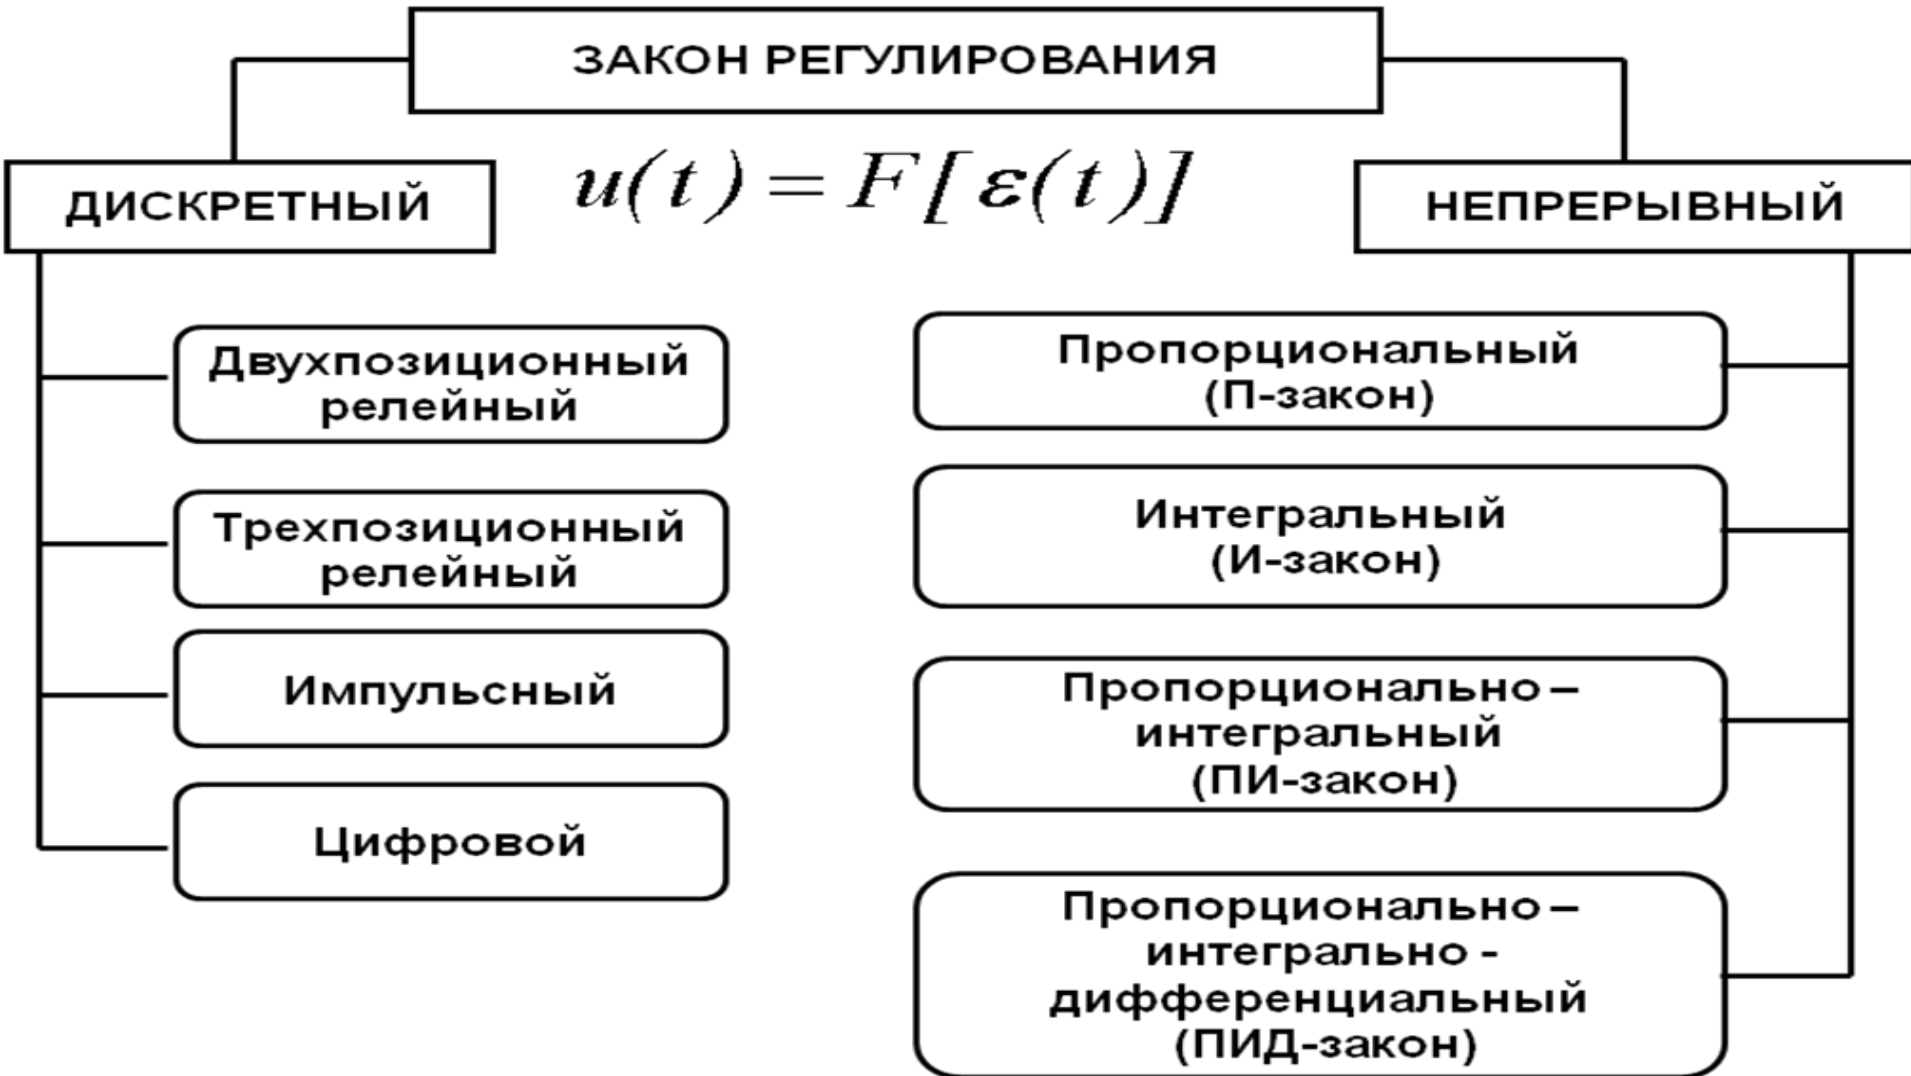 ЗАКОН РЕГУЛИРОВАНИЯ
u(t) = F[ε(t)]
ДИСКРЕТНЫЙ
НЕПРЕРЫВНЫЙ
Двухпозиционный
релейный
Трехпозиционный
релейный
Импульсный
Цифровой
Пропорциональный
(П-закон)
Интегральный
(И-закон)
Пропорционально –
интегральный
(ПИ-закон)
Пропорционально –
интегрально -
дифференциальный
(ПИД-закон)